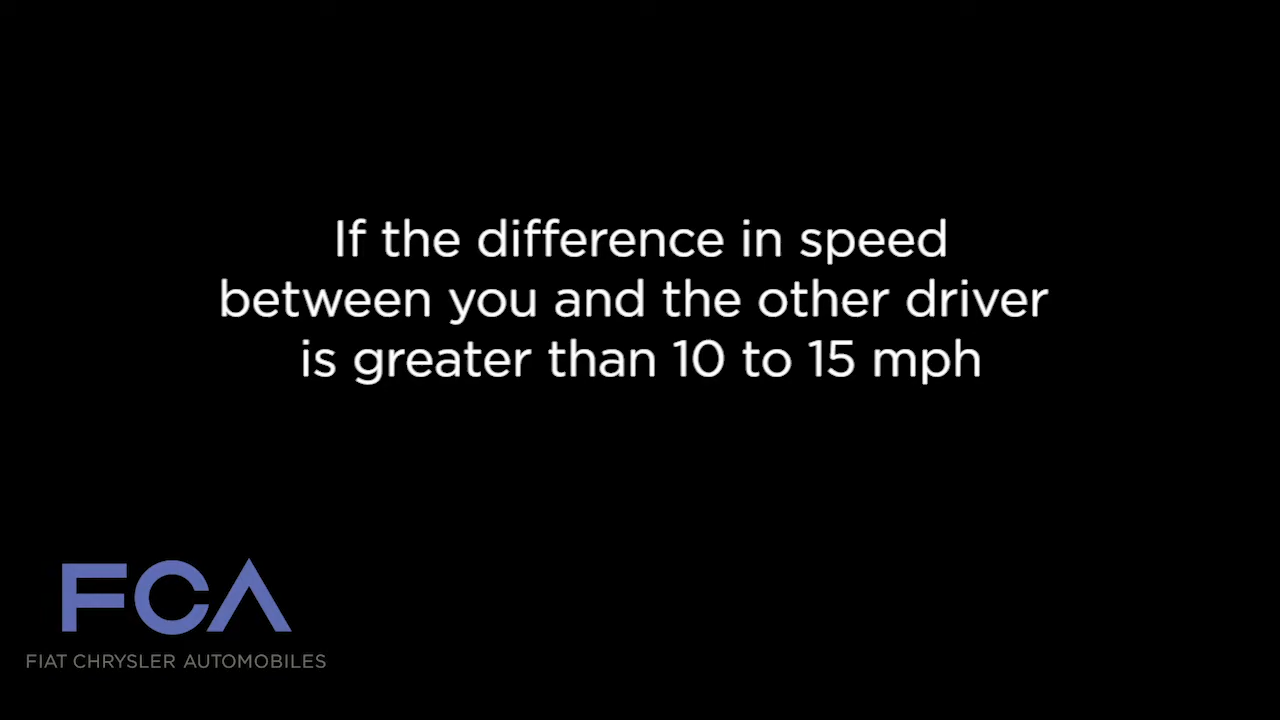 If the difference in speed
between you and the other driver
is greater than 10 to 15 mph
FCA
FIAT CHRYSLER AUTOMOBILES